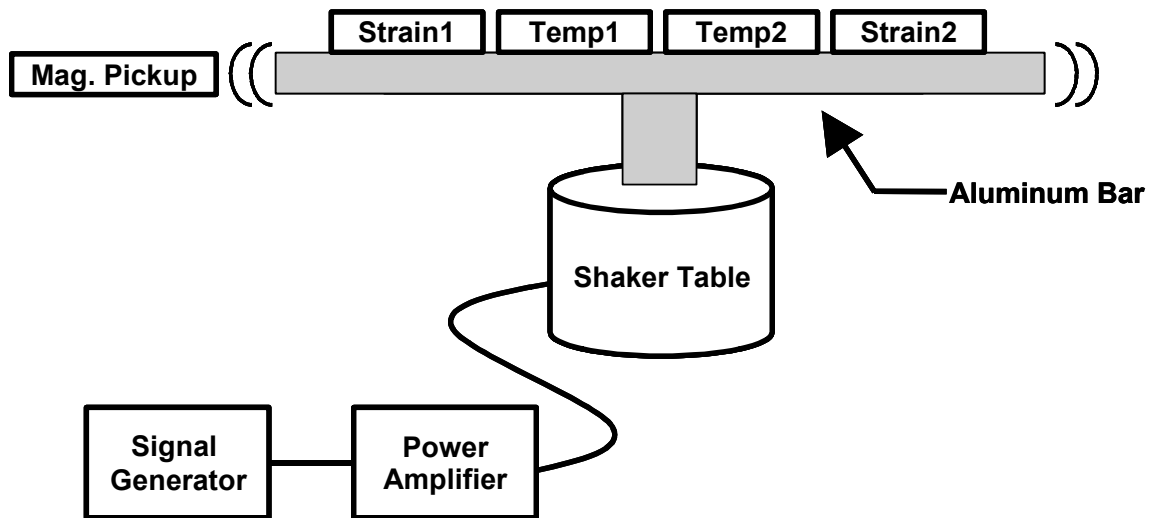 Strain1
Temp1
Temp2
Strain2
Mag. Pickup
Aluminum Bar
Shaker Table
Signal
Generator
Power
Amplifier